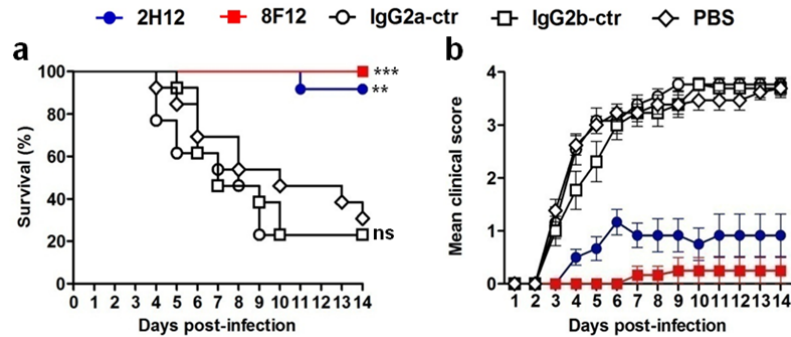 2H12 8F12 IgG2a-ctr IgG2b-ctr PBS
a
Survival (%)
100
80
60
40
20
0
***
**
ns
0 1 2 3 4 5 6 7 8 9 10 11 12 13 14
Days post-infection
b
Mean clinical score
4
3
2
1
0
1 2 3 4 5 6 7 8 9 10 11 12 13 14
Days post-infection